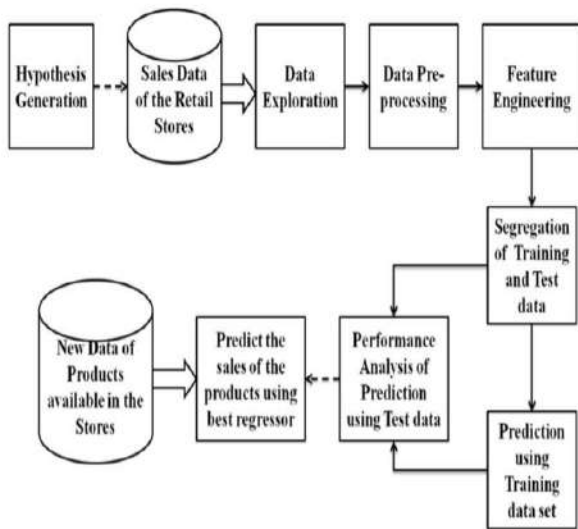 Hypothesis
Generation
Sales Data
of the Retail
Stores
Data
Exploration
Data Pre-
processing
Feature
Engineering
Segregation
of Training
and Test
data
New Data of
Products
available in the
Stores
Predict the
sales of the
products using
best regressor
Performance
Analysis of
Prediction
using Test data
Prediction
using
Training
data set